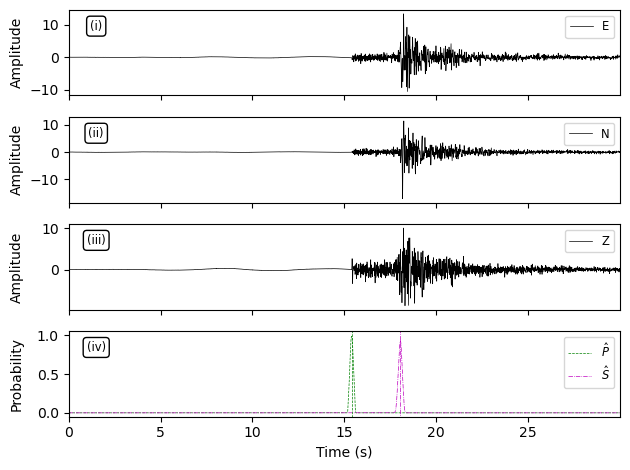 Amplitude
10
0
−10
(i)
E
Amplitude
10
0
−10
(ii)
N
Amplitude
10
0
(iii)
Z
Probability
1.0
0.5
0.0
(iv)
P̂
Ŝ
0 5 10 15 20 25
Time (s)